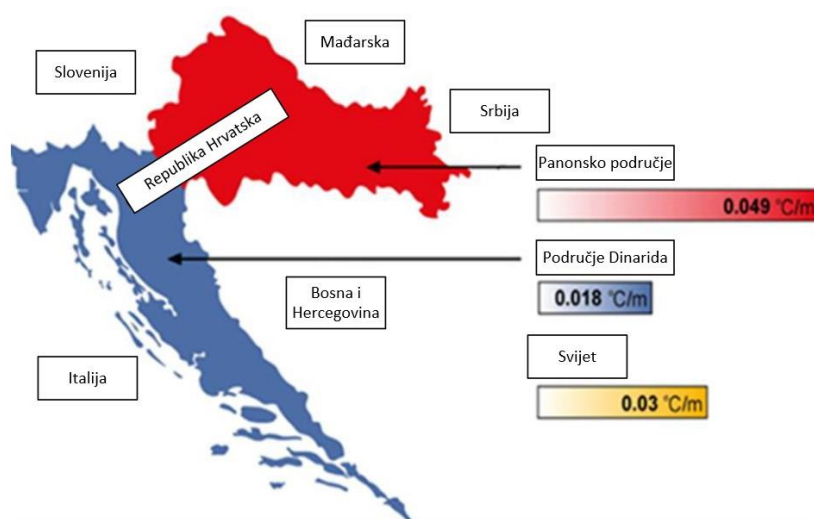 Mađarska
Slovenija
Srbija
Republika Hrvatska
Panonsko područje
0.049 °C/m
Područje Dinarida
0.018 °C/m
Bosna i
Hercegovina
Svijet
0.03 °C/m
Italija